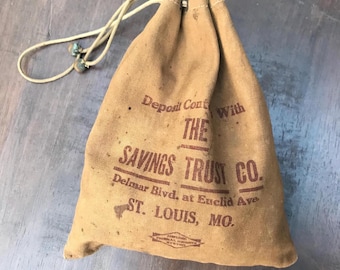 Deposit Contents With
THE
SAVINGS TRUST CO.
Delmar Blvd. at Euclid Ave.
ST. LOUIS, MO.